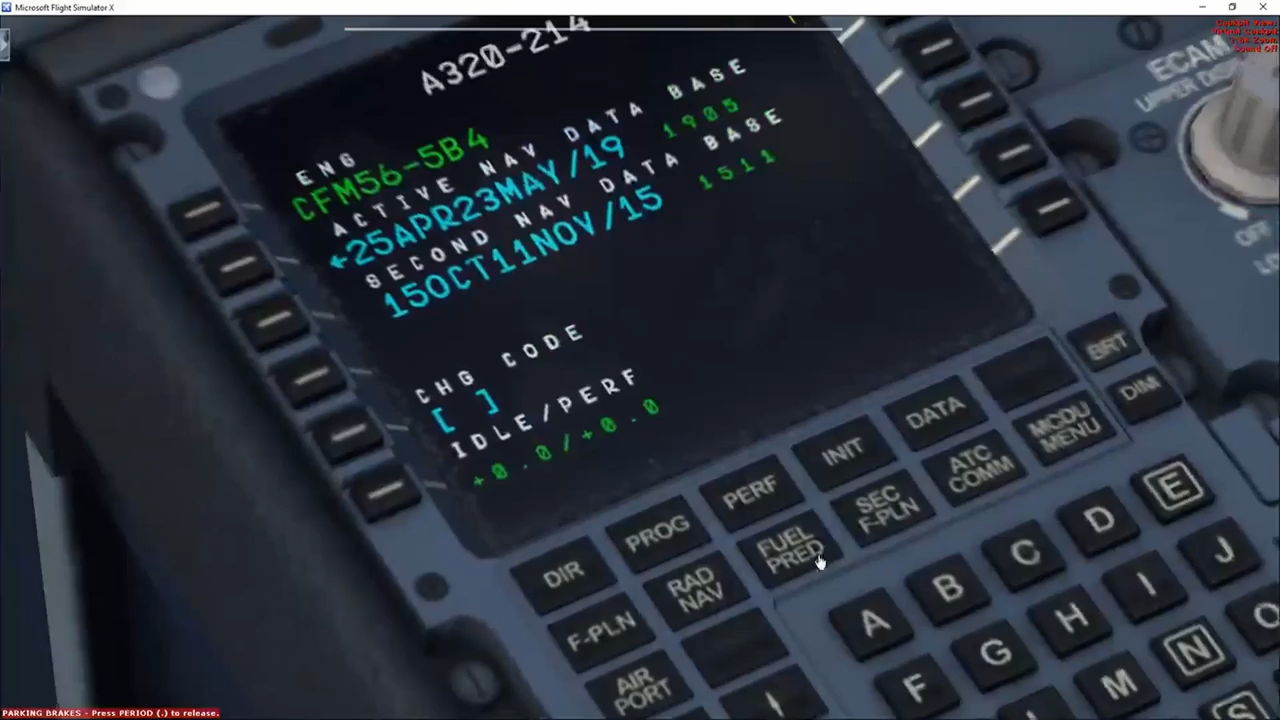 Microsoft Flight Simulator X
Sound Off
A320-214
ENG
CFM56-5B4
ACTIVE NAV DATA BASE
←25APR23MAY/19 1905
SECOND NAV DATA BASE
15OCT11NOV/15 1511
CHG CODE
[ ]
IDLE/PERF
+0.0/+0.0
ECAM
UPPER DIS
OFF
BRT
DIM
DIR
PROG
PERF
INIT
DATA
MCDU
MENU
F-PLN
RAD
NAV
FUEL
PRED
SEC
F-PLN
ATC
COMM
AIR
PORT
A
B
C
D
E
F
G
H
I
J
M
N
PARKING BRAKES - Press PERIOD (.) to release.